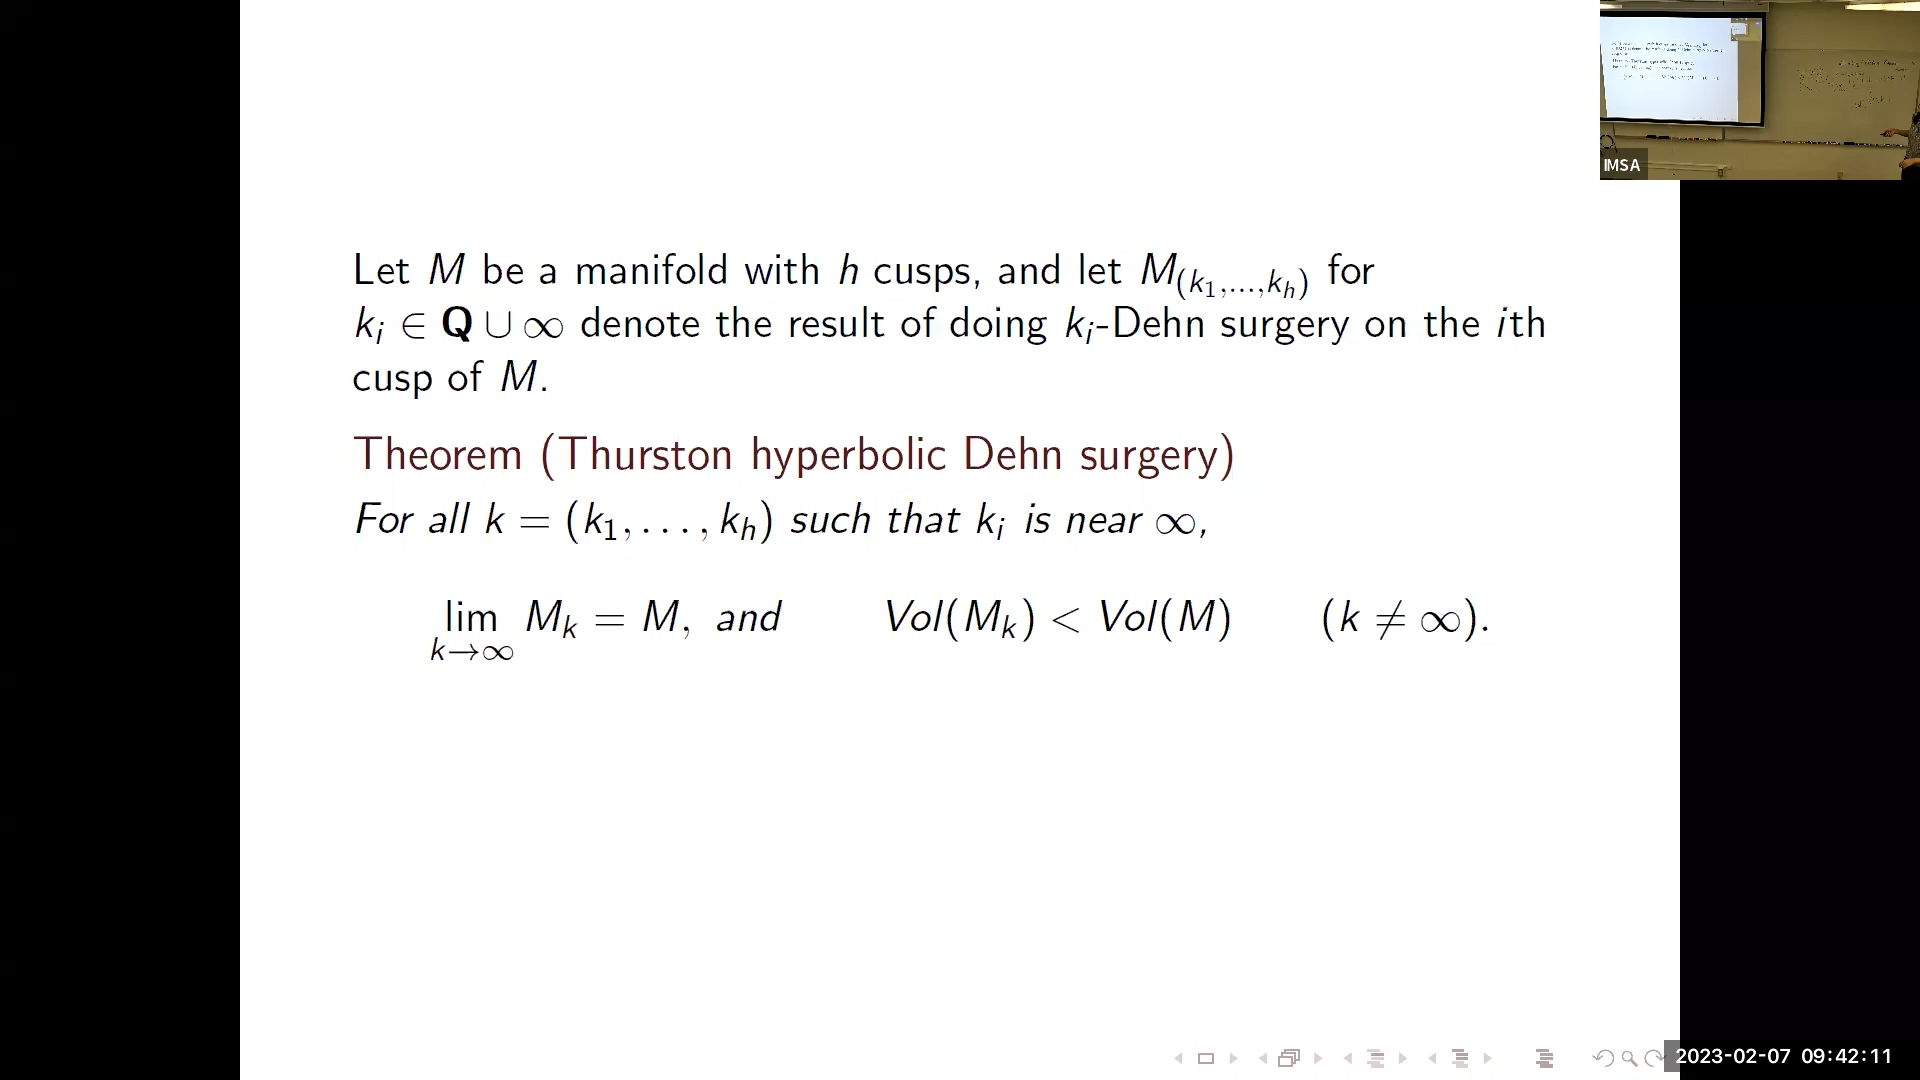 Let M be a manifold with h cusps, and let M_{(k_1,...,k_h)} for
k_i ∈ Q ∪ ∞ denote the result of doing k_i-Dehn surgery on the ith
cusp of M.
Theorem (Thurston hyperbolic Dehn surgery)
For all k = (k_1, . . . , k_h) such that k_i is near ∞,
lim_{k→∞} M_k = M, and Vol(M_k) < Vol(M) (k ≠ ∞).
IMSA
2023-02-07 09:42:11